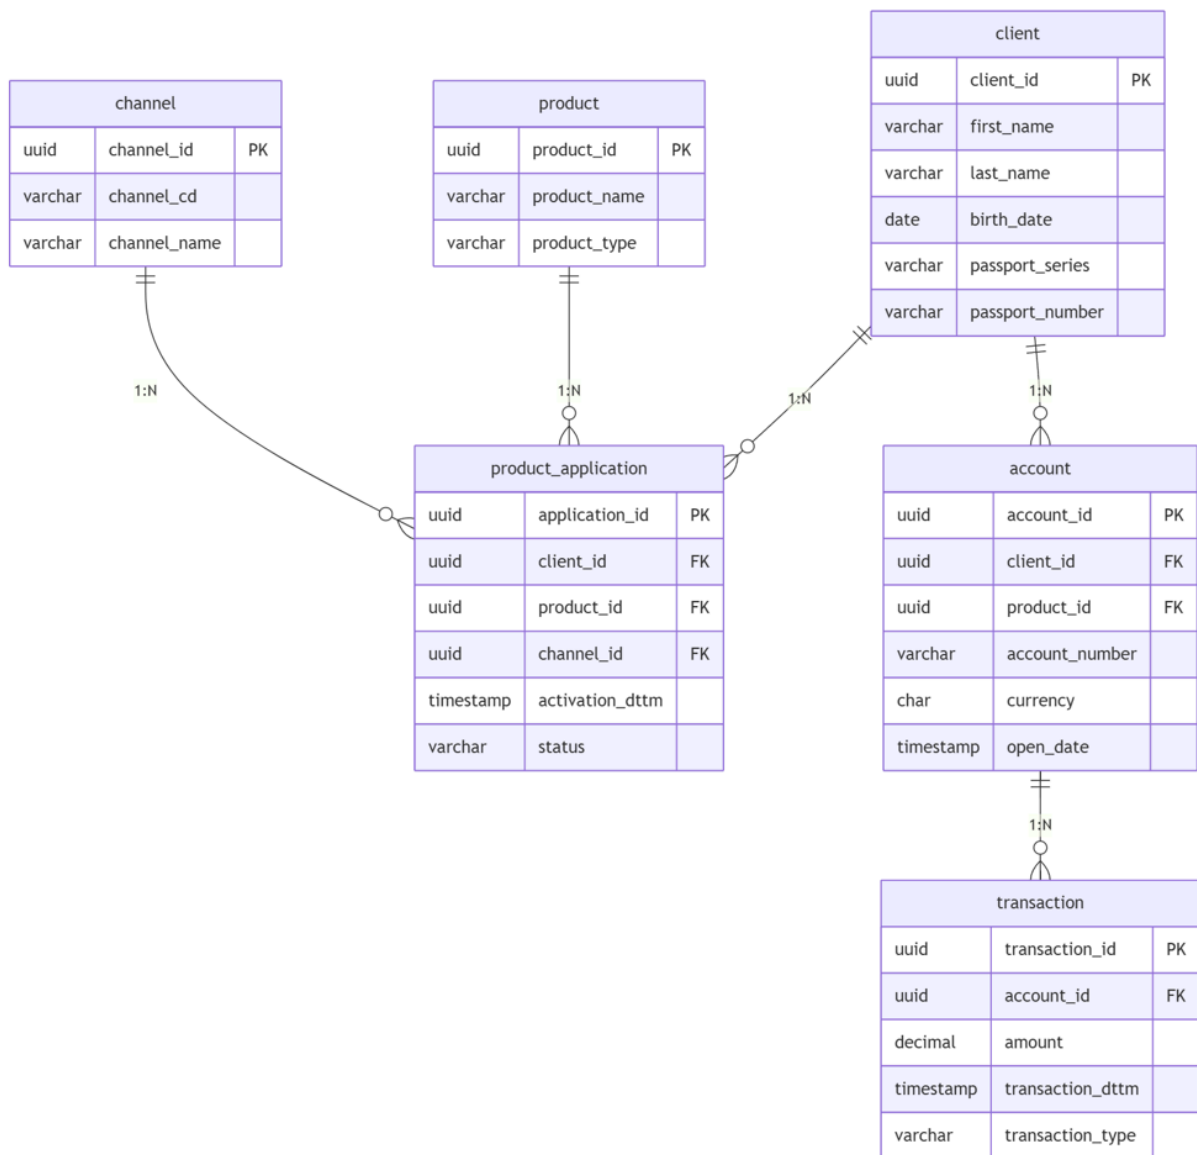 client
uuid client_id PK
varchar first_name
varchar last_name
date birth_date
varchar passport_series
varchar passport_number
channel
uuid channel_id PK
varchar channel_cd
varchar channel_name
product
uuid product_id PK
varchar product_name
varchar product_type
1:N
1:N
1:N
1:N
product_application
uuid application_id PK
uuid client_id FK
uuid product_id FK
uuid channel_id FK
timestamp activation_dttm
varchar status
account
uuid account_id PK
uuid client_id FK
uuid product_id FK
varchar account_number
char currency
timestamp open_date
1:N
transaction
uuid transaction_id PK
uuid account_id FK
decimal amount
timestamp transaction_dttm
varchar transaction_type